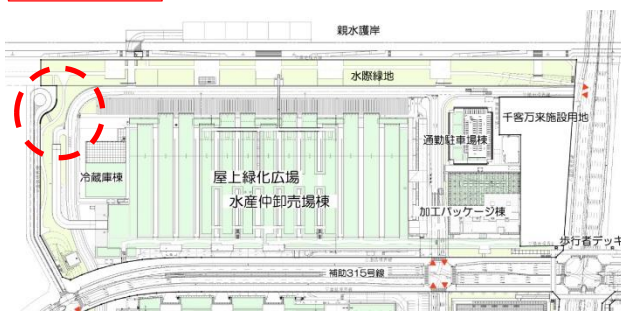 親水護岸
水際緑地
千客万来施設用地
通勤駐車場棟
冷蔵庫棟
屋上緑化広場
水産仲卸売場棟
加工パッケージ棟
歩行者デッキ
補助315号線